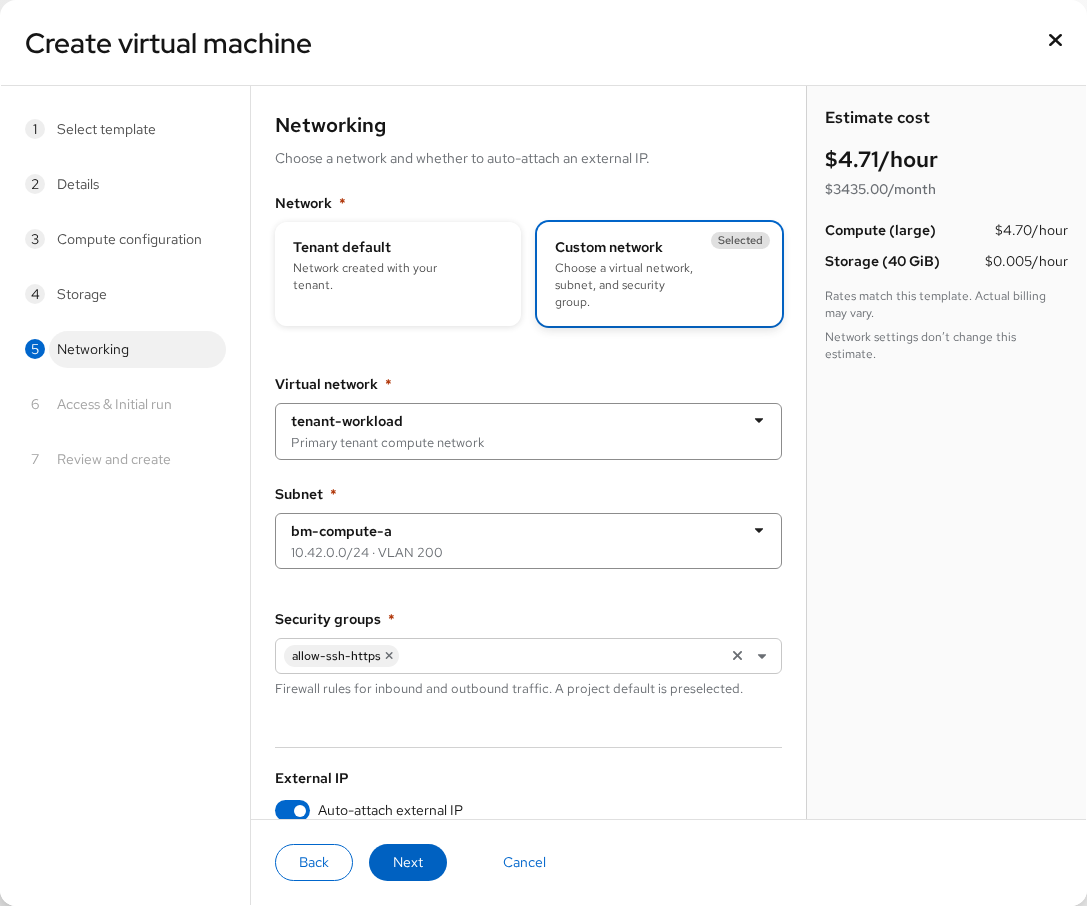 Create virtual machine
1 Select template
2 Details
3 Compute configuration
4 Storage
5 Networking
6 Access & Initial run
7 Review and create
Networking
Choose a network and whether to auto-attach an external IP.
Network *
Tenant default
Network created with your
tenant.
Custom network
Selected
Choose a virtual network,
subnet, and security
group.
Virtual network *
tenant-workload
Primary tenant compute network
Subnet *
bm-compute-a
10.42.0.0/24 · VLAN 200
Security groups *
allow-ssh-https
Firewall rules for inbound and outbound traffic. A project default is preselected.
External IP
Auto-attach external IP
Back Next Cancel
Estimate cost
$4.71/hour
$3435.00/month
Compute (large) $4.70/hour
Storage (40 GiB) $0.005/hour
Rates match this template. Actual billing
may vary.
Network settings don’t change this
estimate.